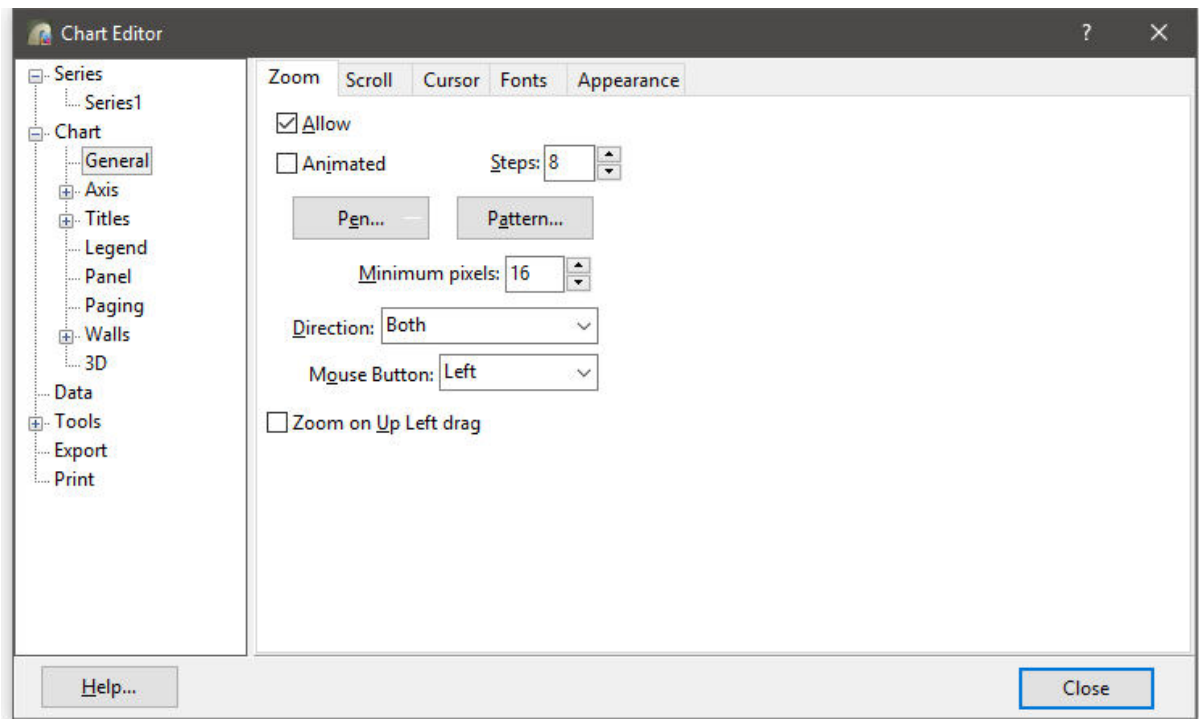 Chart Editor
?
Series
Series1
Chart
General
Axis
Titles
Legend
Panel
Paging
Walls
3D
Data
Tools
Export
Print
Zoom Scroll Cursor Fonts Appearance
Allow
Animated Steps: 8
Pen... Pattern...
Minimum pixels: 16
Direction: Both
Mouse Button: Left
Zoom on Up Left drag
Help... Close